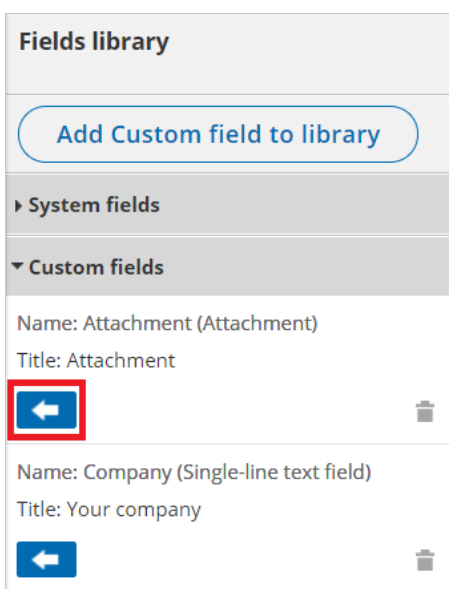 Fields library
Add Custom field to library
System fields
Custom fields
Name: Attachment (Attachment)
Title: Attachment
Name: Company (Single-line text field)
Title: Your company